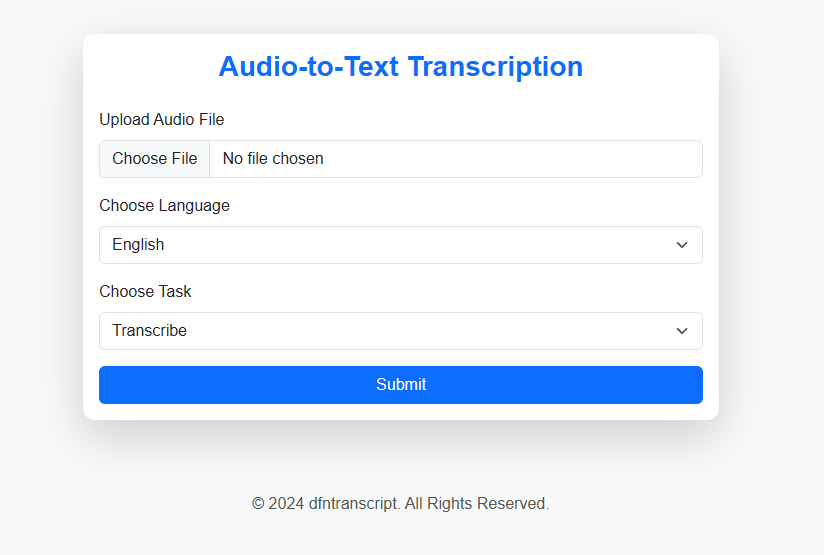 Audio-to-Text Transcription
Upload Audio File
Choose File No file chosen
Choose Language
English
Choose Task
Transcribe
Submit
© 2024 dfntranscript. All Rights Reserved.